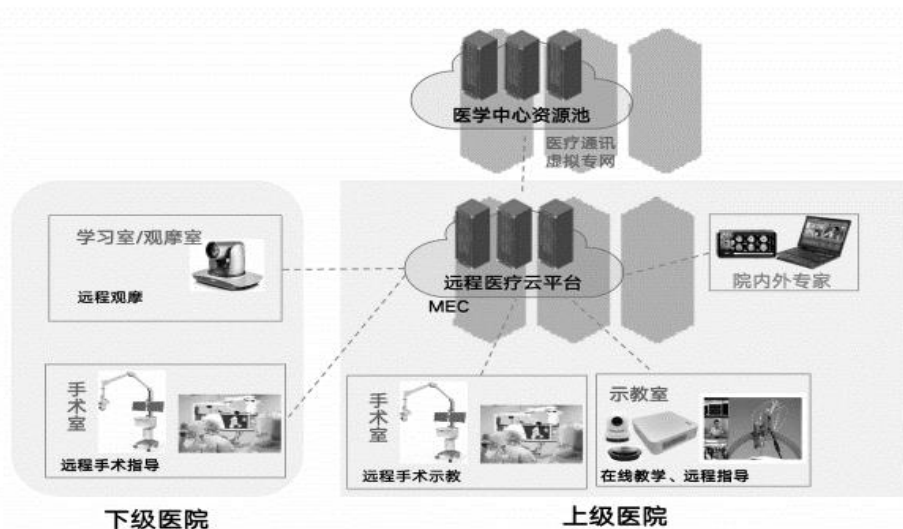 医学中心资源池
医疗通讯
虚拟专网
学习室/观摩室
远程观摩
远程医疗云平台
MEC
院内外专家
手术室
远程手术指导
手术室
远程手术示教
示教室
在线教学、远程指导
下级医院
上级医院